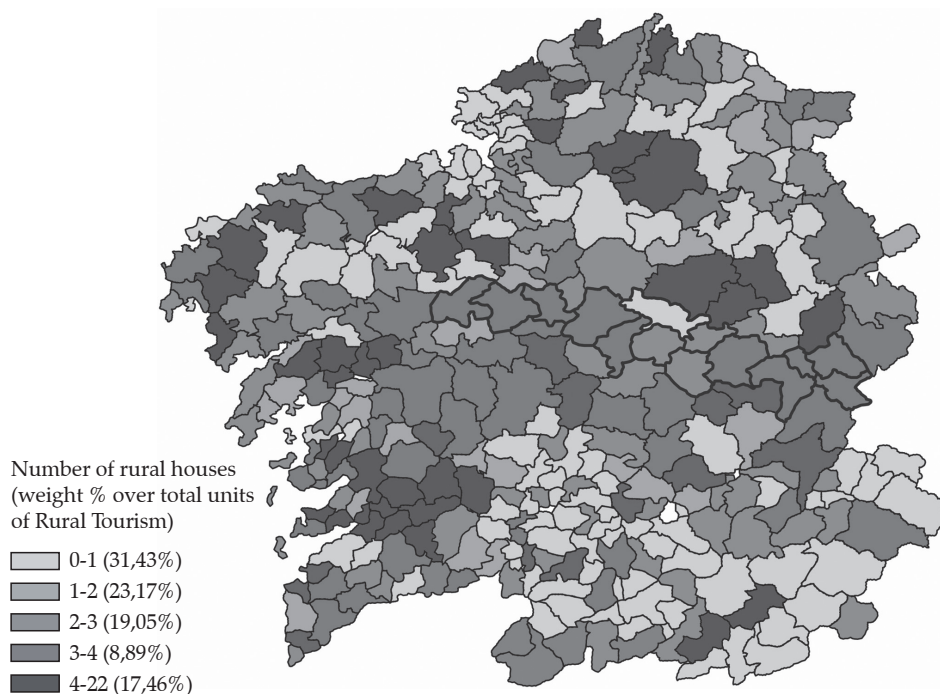 Number of rural houses
(weight % over total units
of Rural Tourism)
0-1 (31,43%)
1-2 (23,17%)
2-3 (19,05%)
3-4 (8,89%)
4-22 (17,46%)